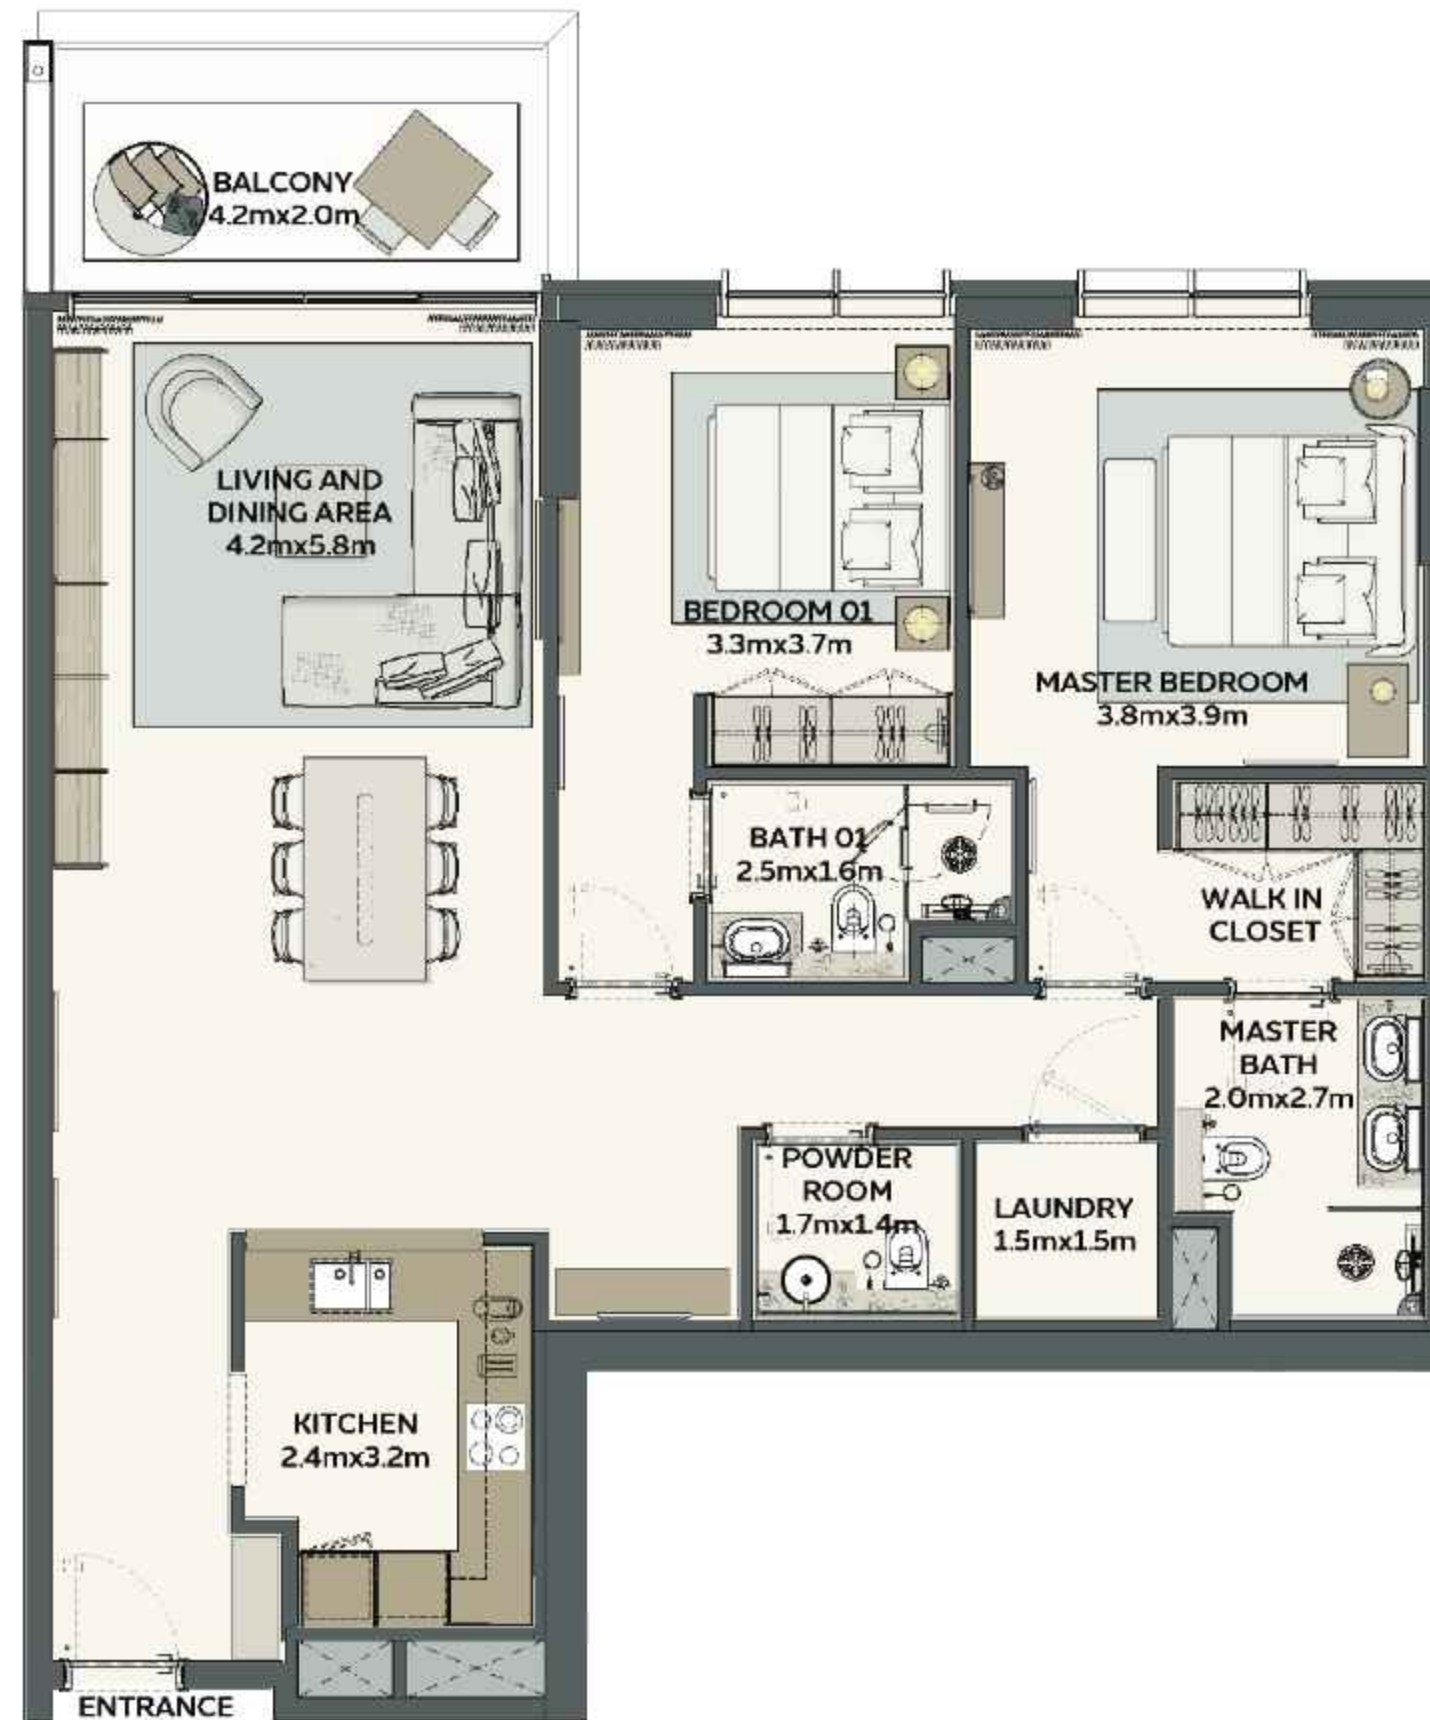 BALCONY
4.2mx2.0m
LIVING AND
DINING AREA
4.2mx5.8m
BEDROOM 01
3.3mx3.7m
MASTER BEDROOM
3.8mx3.9m
BATH 01
2.5mx1.6m
WALK IN
CLOSET
MASTER
BATH
2.0mx2.7m
POWDER
ROOM
1.7mx1.4m
LAUNDRY
1.5mx1.5m
KITCHEN
2.4mx3.2m
ENTRANCE